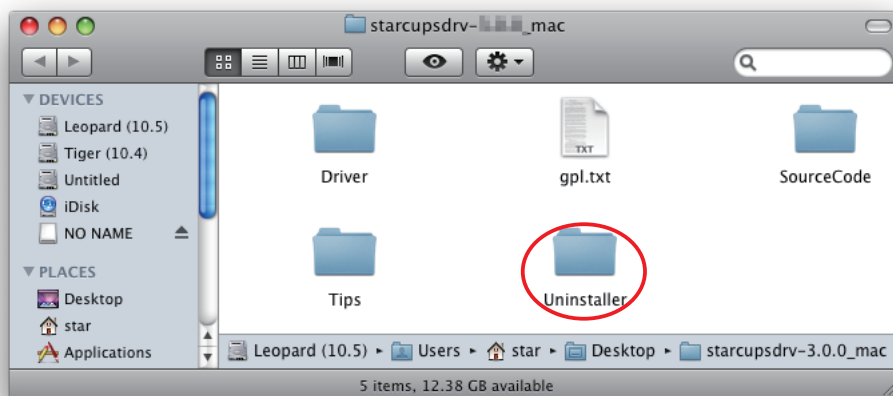 starcupsdrv- _mac
DEVICES
Leopard (10.5)
Tiger (10.4)
Untitled
iDisk
NO NAME
PLACES
Desktop
star
Applications
Driver
TXT
gpl.txt
SourceCode
Tips
Uninstaller
Leopard (10.5) ▸ Users ▸ star ▸ Desktop ▸ starcupsdrv-3.0.0_mac
5 items, 12.38 GB available